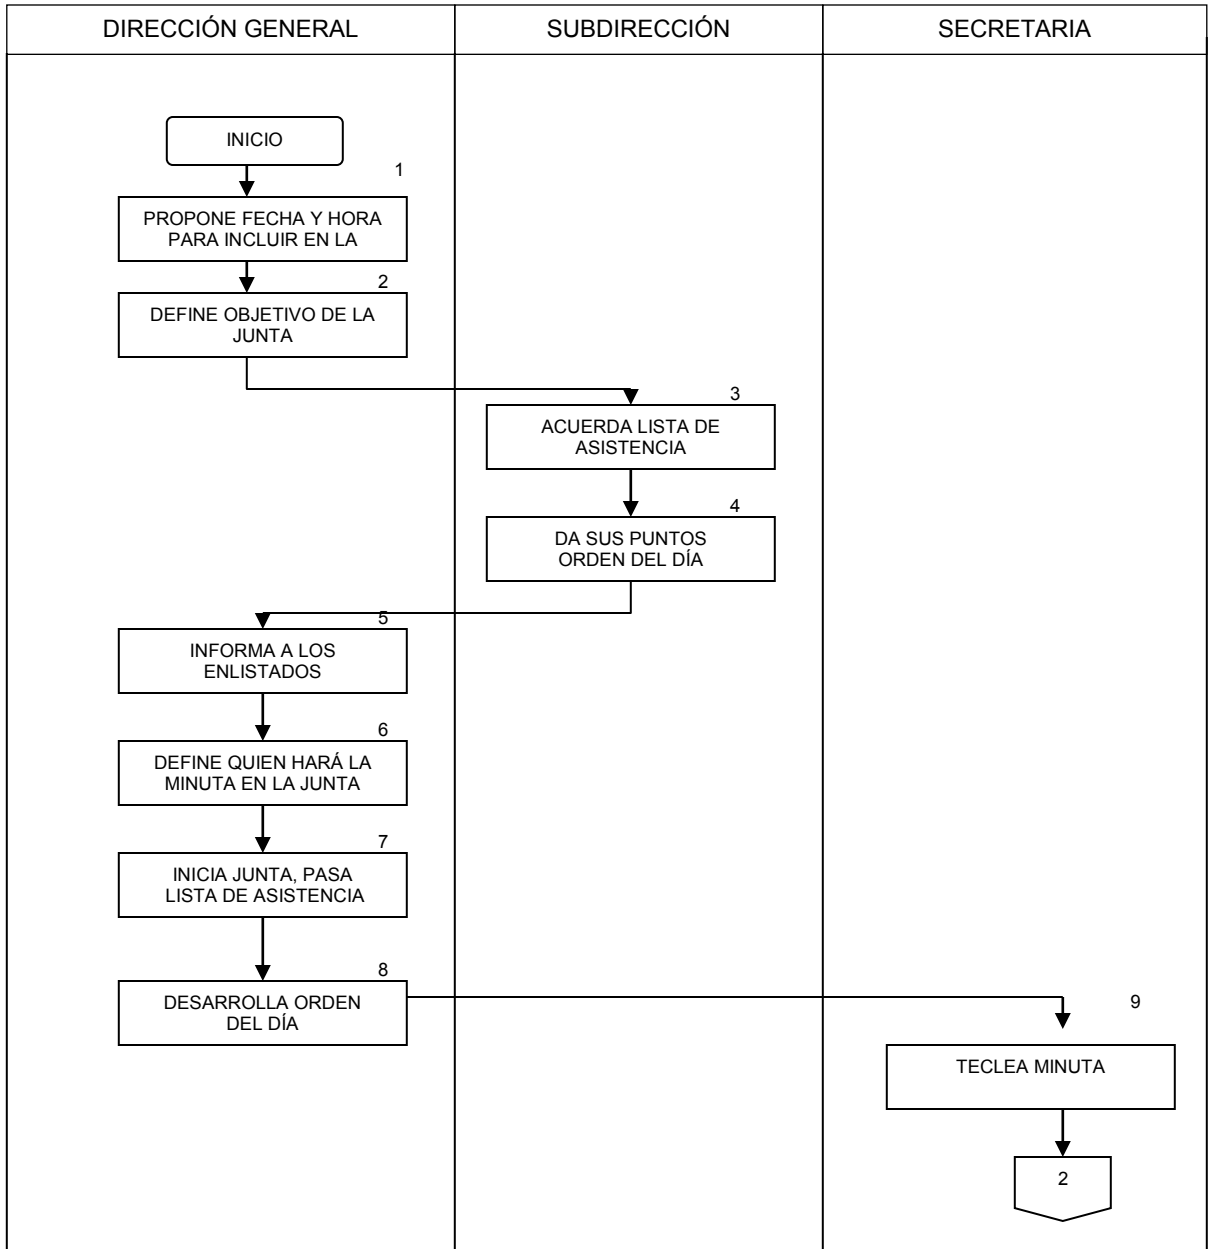 DIRECCIÓN GENERAL
SUBDIRECCIÓN
SECRETARIA
INICIO
1
PROPONE FECHA Y HORA
PARA INCLUIR EN LA
2
DEFINE OBJETIVO DE LA
JUNTA
3
ACUERDA LISTA DE
ASISTENCIA
4
DA SUS PUNTOS
ORDEN DEL DÍA
5
INFORMA A LOS
ENLISTADOS
6
DEFINE QUIEN HARÁ LA
MINUTA EN LA JUNTA
7
INICIA JUNTA, PASA
LISTA DE ASISTENCIA
8
DESARROLLA ORDEN
DEL DÍA
9
TECLEA MINUTA
2